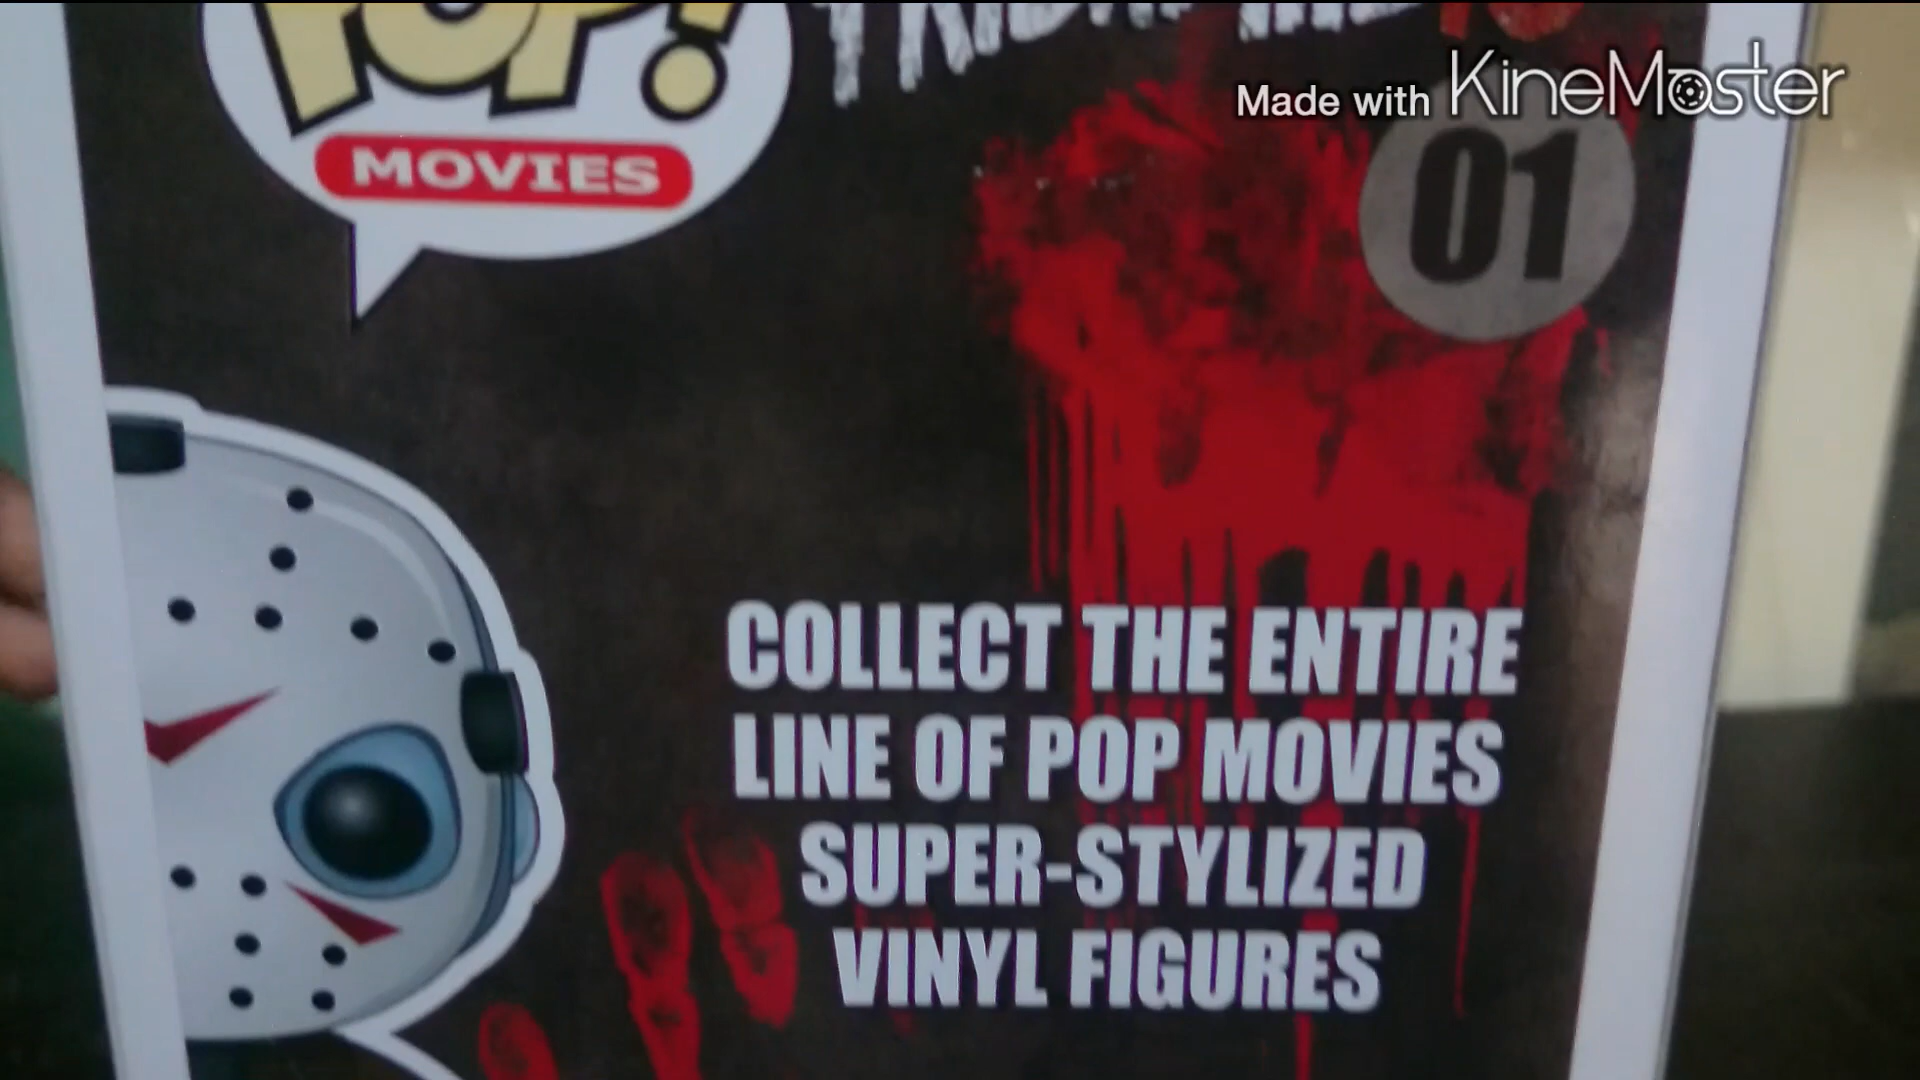 POP!
Made with KineMaster
MOVIES
01
COLLECT THE ENTIRE
LINE OF POP MOVIES
SUPER-STYLIZED
VINYL FIGURES